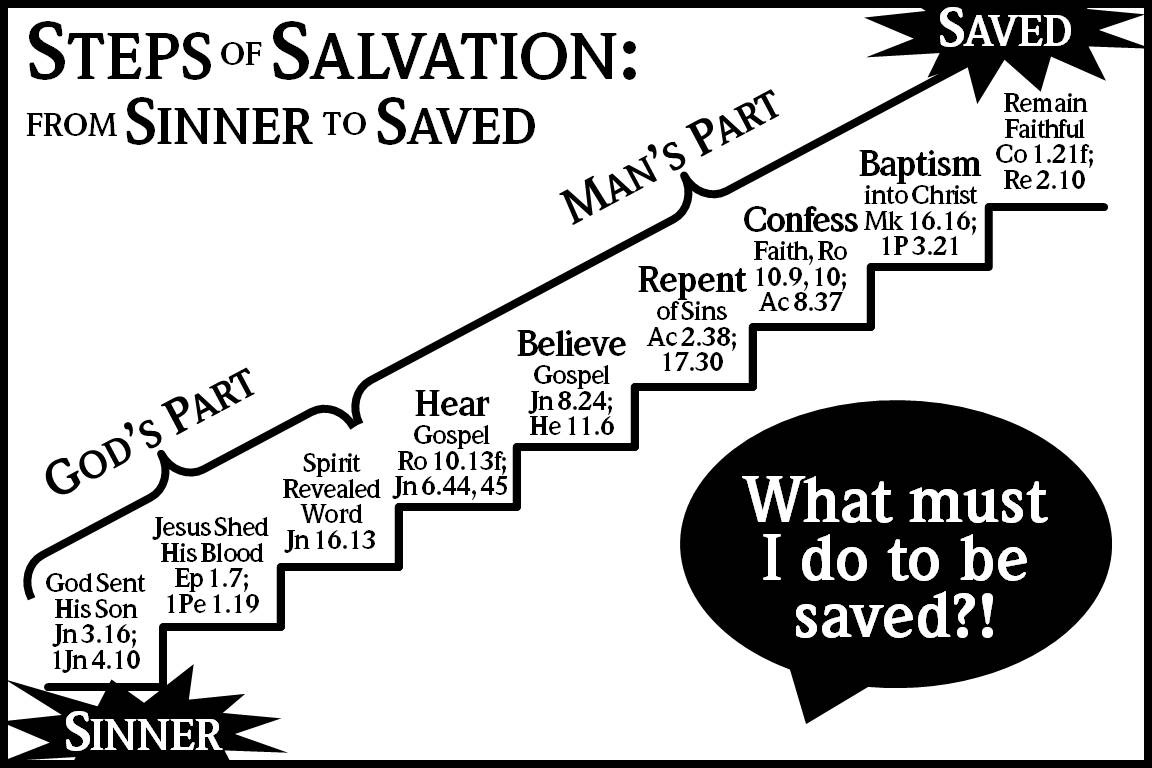 STEPS OF SALVATION:
FROM SINNER TO SAVED
SAVED
MAN'S PART
GOD'S PART
God Sent
His Son
Jn 3.16;
1Jn 4.10
Jesus Shed
His Blood
Ep 1.7;
1Pe 1.19
Spirit
Revealed
Word
Jn 16.13
Hear
Gospel
Ro 10.13f;
Jn 6.44, 45
Believe
Gospel
Jn 8.24;
He 11.6
Repent
of Sins
Ac 2.38;
17.30
Confess
Faith, Ro
10.9, 10;
Ac 8.37
Baptism
into Christ
Mk 16.16;
1P 3.21
Remain
Faithful
Co 1.21f;
Re 2.10
What must
I do to be
saved?!
SINNER